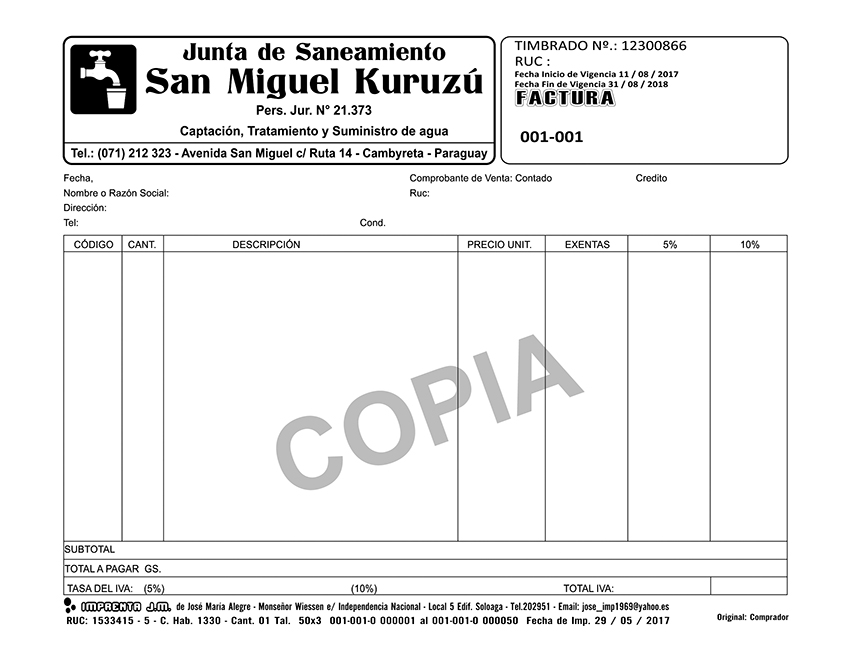 Junta de Saneamiento
San Miguel Kuruzú
Pers. Jur. N° 21.373
Captación, Tratamiento y Suministro de agua
Tel.: (071) 212 323 - Avenida San Miguel c/ Ruta 14 - Cambyreta - Paraguay
TIMBRADO Nº.: 12300866
RUC :
Fecha Inicio de Vigencia 11 / 08 / 2017
Fecha Fin de Vigencia 31 / 08 / 2018
FACTURA
001-001
Fecha, Comprobante de Venta: Contado Credito
Nombre o Razón Social: Ruc:
Dirección:
Tel: Cond.
CÓDIGO CANT. DESCRIPCIÓN PRECIO UNIT. EXENTAS 5% 10%
COPIA
SUBTOTAL
TOTAL A PAGAR GS.
TASA DEL IVA: (5%) (10%) TOTAL IVA:
IMPRENTA J.M. de José María Alegre - Monseñor Wiessen e/ Independencia Nacional - Local 5 Edif. Soloaga - Tel.202951 - Email: jose_imp1969@yahoo.es
RUC: 1533415 - 5 - C. Hab. 1330 - Cant. 01 Tal. 50x3 001-001-0 000001 al 001-001-0 000050 Fecha de Imp. 29 / 05 / 2017
Original: Comprador